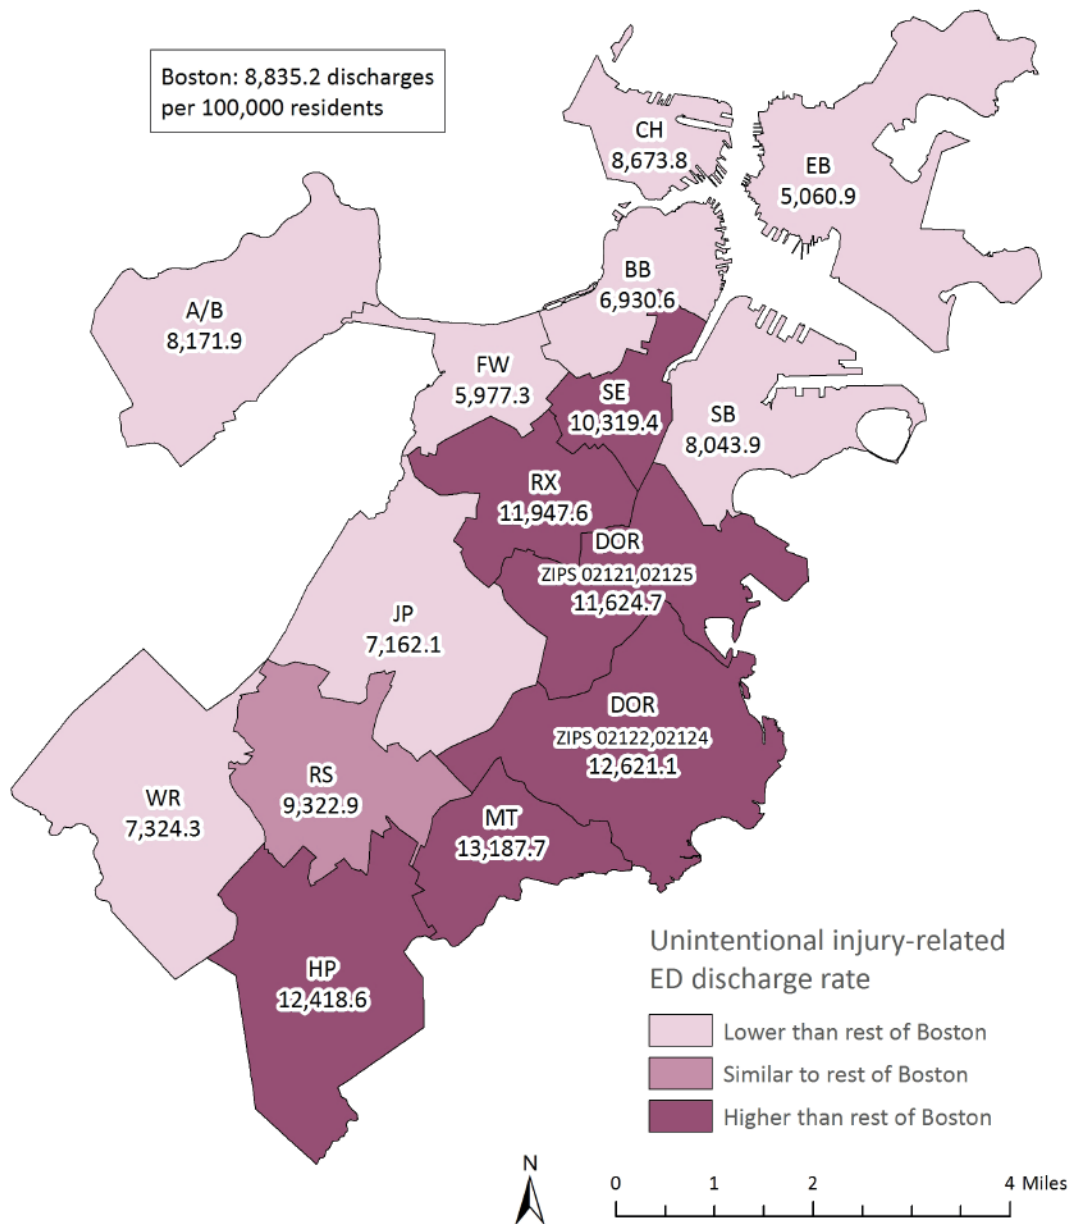 Boston: 8,835.2 discharges
per 100,000 residents
CH
8,673.8
EB
5,060.9
BB
6,930.6
A/B
8,171.9
FW
5,977.3
SE
10,319.4
SB
8,043.9
RX
11,947.6
DOR
ZIPS 02121,02125
11,624.7
JP
7,162.1
DOR
ZIPS 02122,02124
12,621.1
RS
9,322.9
WR
7,324.3
MT
13,187.7
HP
12,418.6
Unintentional injury-related
ED discharge rate
Lower than rest of Boston
Similar to rest of Boston
Higher than rest of Boston
N
0 1 2 4 Miles